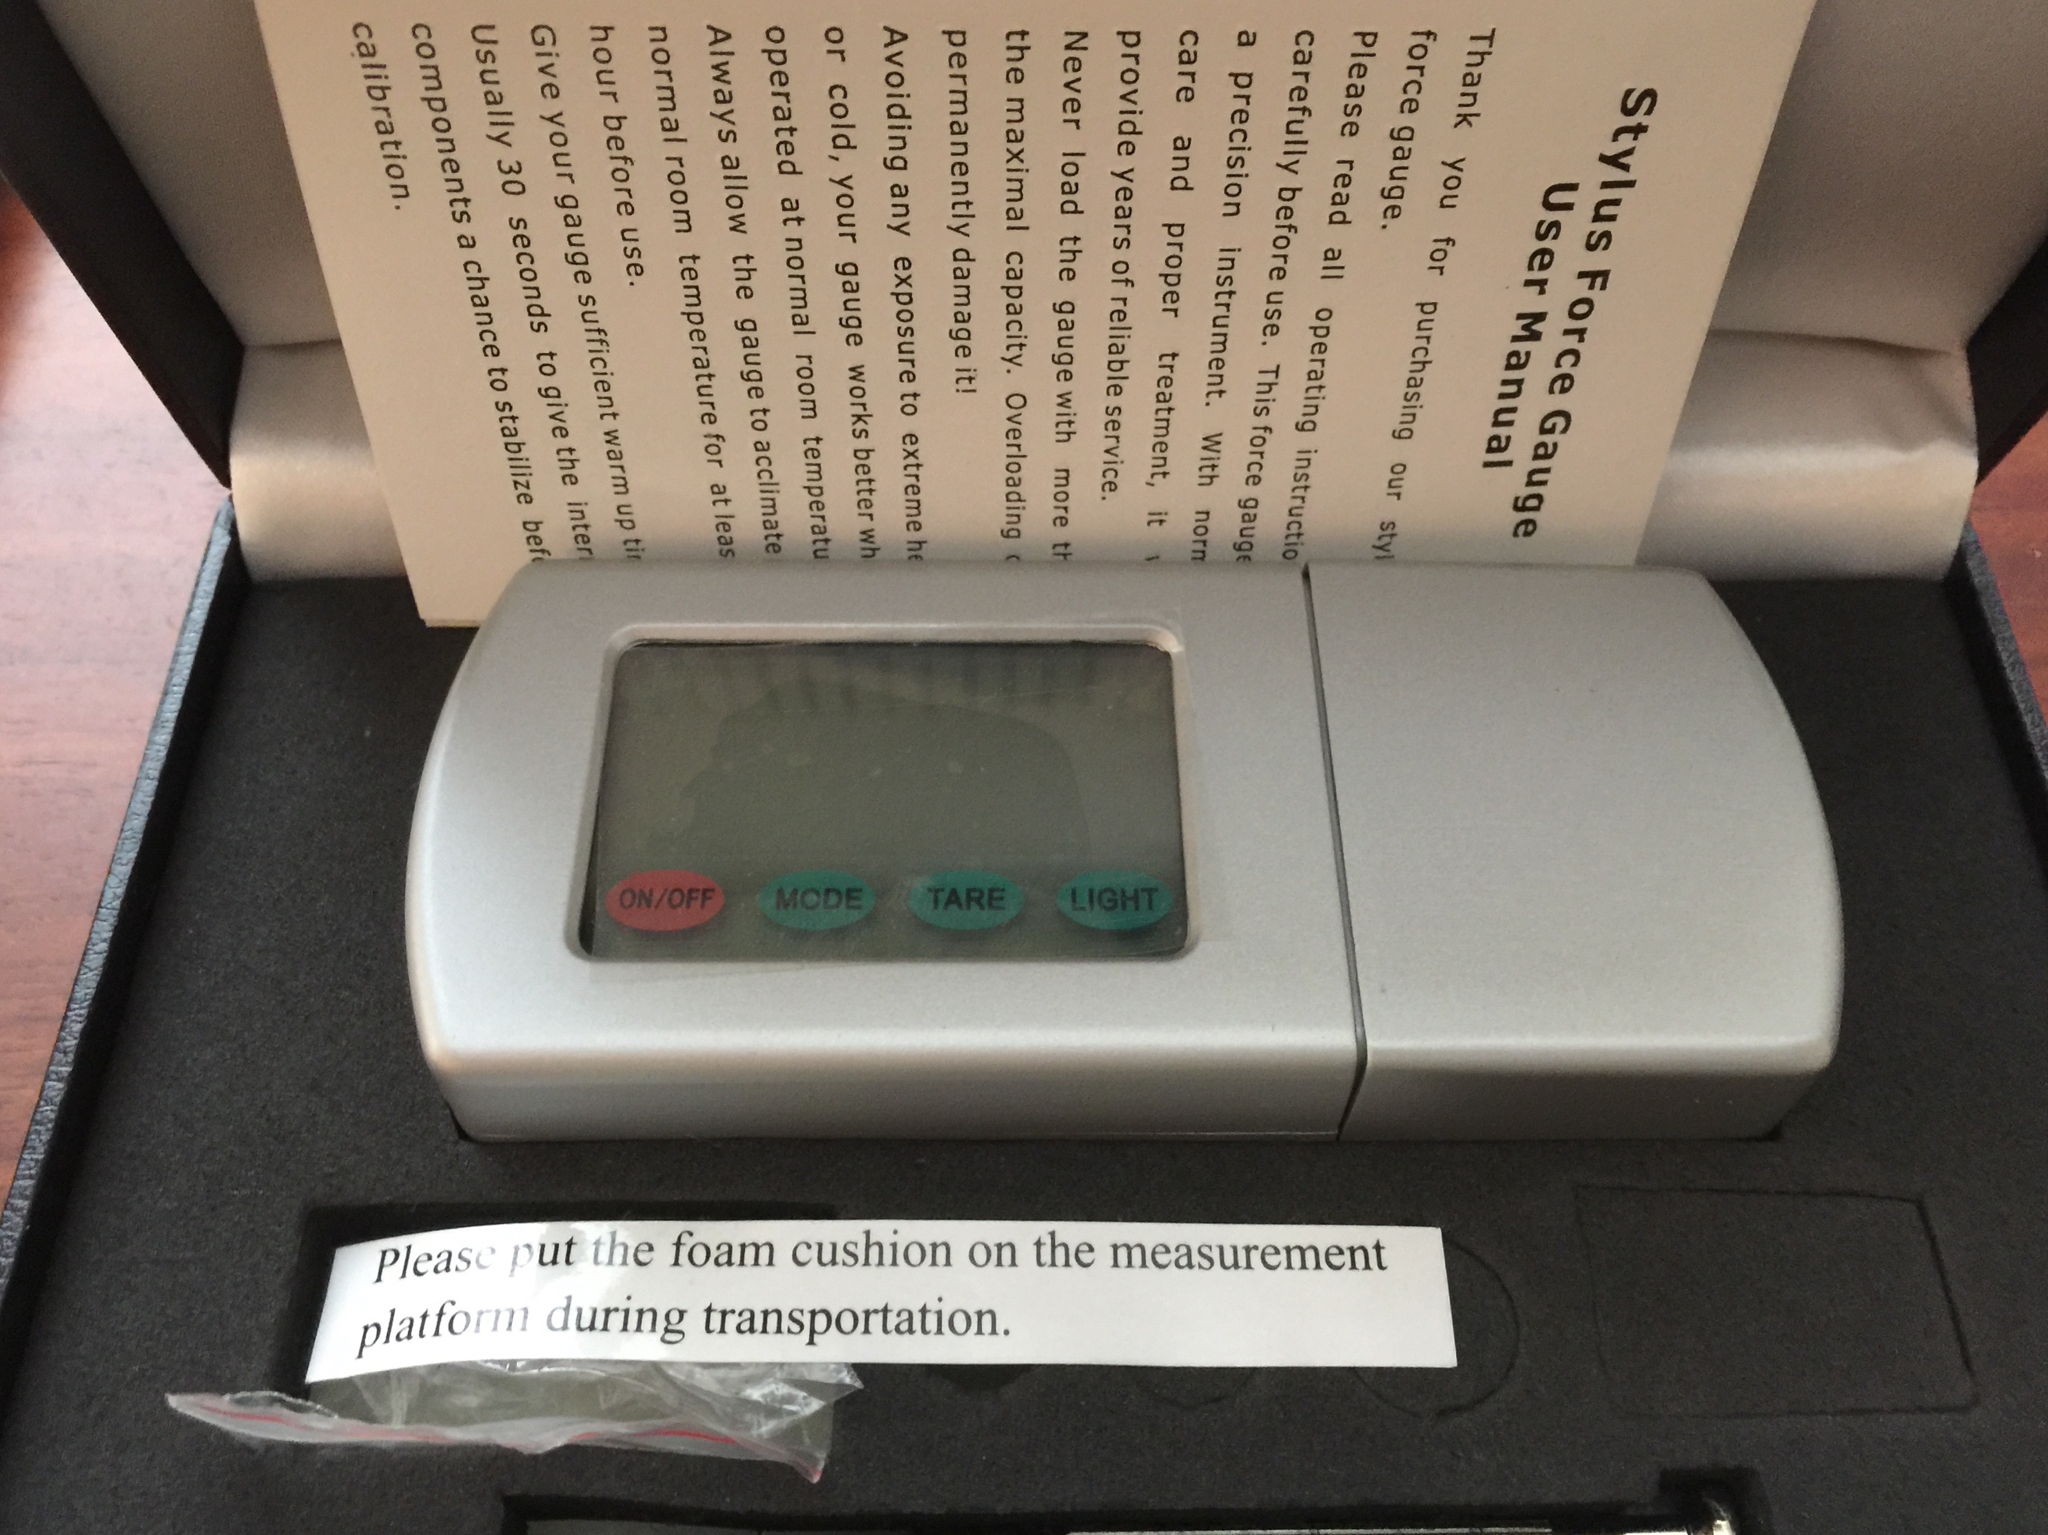 Stylus Force Gauge
User Manual
Thank you for purchasing our
force gauge.
Please read all operating
carefully before use. This force gauge
a precision instrument. With
care and proper treatment, it
provide years of reliable service.
Never load the gauge with more
the maximal capacity. Overloading
permanently damage it!
Avoiding any exposure to extreme
or cold, your gauge works better
operated at normal room
Always allow the gauge to acclimate
normal room temperature for at
hour before use.
Give your gauge sufficient warm up
Usually 30 seconds to give the
components a chance to stabilize
calibration.
ON/OFF MODE TARE LIGHT
Please put the foam cushion on the measurement
platform during transportation.